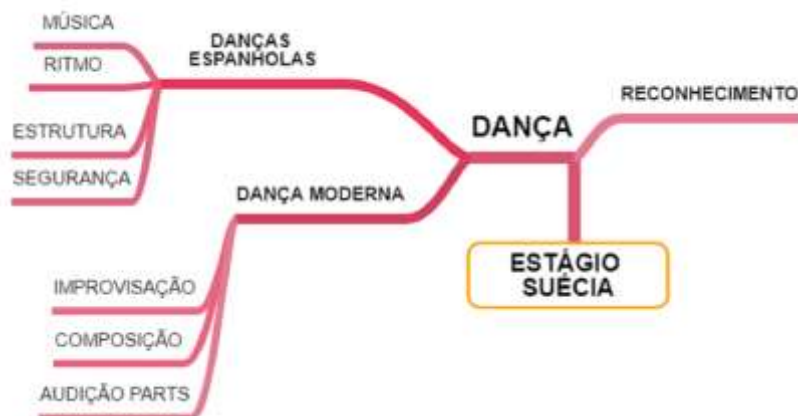 MÚSICA
RITMO
ESTRUTURA
SEGURANÇA
DANÇAS
ESPANHOLAS
DANÇA MODERNA
IMPROVISAÇÃO
COMPOSIÇÃO
AUDIÇÃO PARTS
DANÇA
RECONHECIMENTO
ESTÁGIO
SUÉCIA